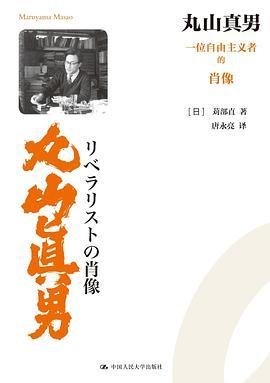 Maruyama Masao
丸山真男
一位自由主义者
的
肖像
[日] 苅部直 著
唐永亮 译
リベラリストの肖像
丸山眞男
中国人民大学出版社